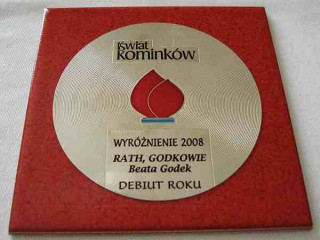 świat
kominków
WYRÓŻNIENIE 2008
RATH, GODKOWIE
Beata Godek
DEBIUT ROKU